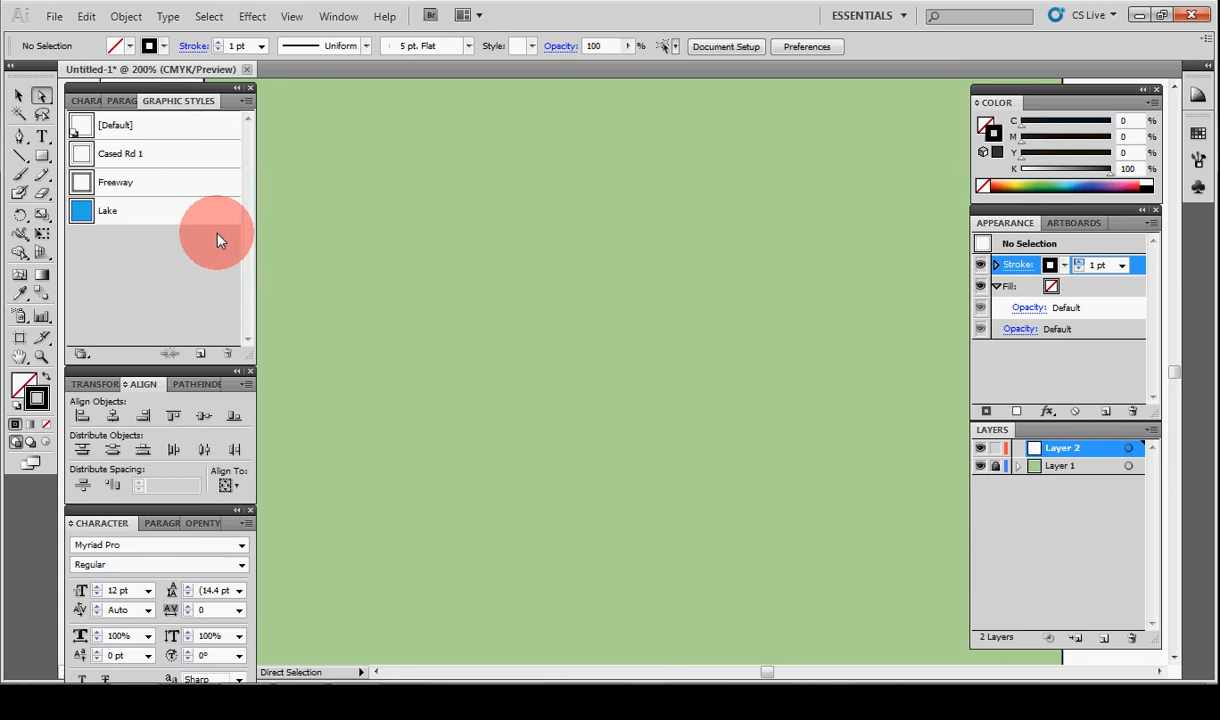 Ai File Edit Object Type Select Effect View Window Help Br ESSENTIALS CS Live
No Selection Stroke: 1 pt Uniform 5 pt. Flat Style: Opacity: 100 % Document Setup Preferences
Untitled-1* @ 200% (CMYK/Preview)
CHARA PARAG GRAPHIC STYLES
[Default]
Cased Rd 1
Freeway
Lake
TRANSFOR ALIGN PATHFINDE
Align Objects:
Distribute Objects:
Distribute Spacing: Align To:
CHARACTER PARAGR OPENTY
Myriad Pro
Regular
12 pt (14.4 pt
Auto 0
100% 100%
0 pt 0°
Sharp
Direct Selection
COLOR
C 0 %
M 0 %
Y 0 %
K 100 %
APPEARANCE ARTBOARDS
No Selection
Stroke: 1 pt
Fill:
Opacity: Default
Opacity: Default
LAYERS
Layer 2
Layer 1
2 Layers